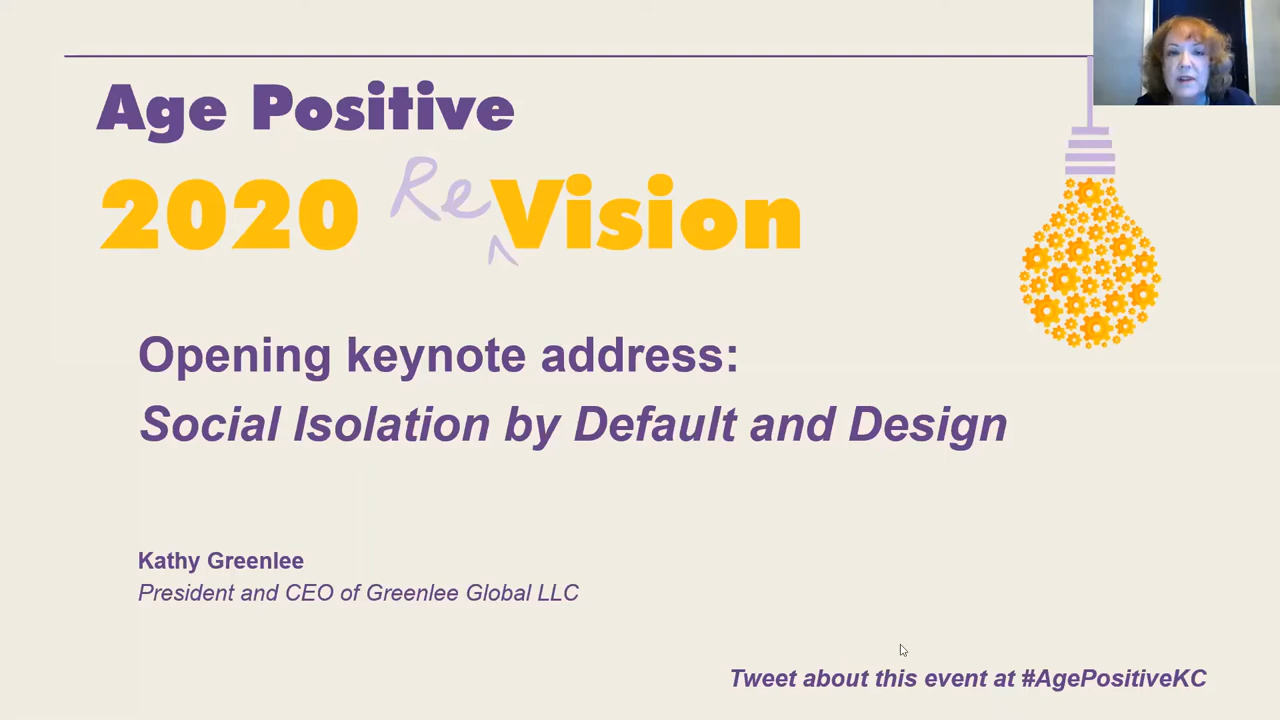 Age Positive
2020 ReVision
Opening keynote address:
Social Isolation by Default and Design
Kathy Greenlee
President and CEO of Greenlee Global LLC
Tweet about this event at #AgePositiveKC